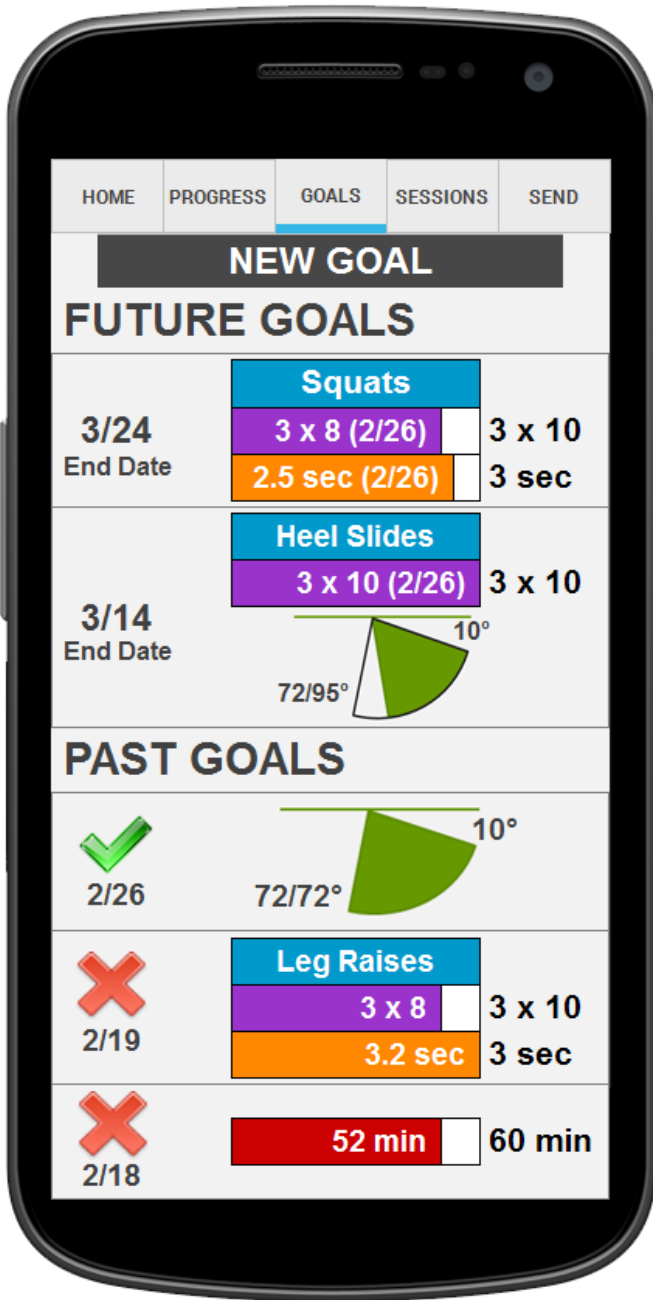 HOME PROGRESS GOALS SESSIONS SEND
NEW GOAL
FUTURE GOALS
Squats
3/24
End Date
3 x 8 (2/26) 3 x 10
2.5 sec (2/26) 3 sec
Heel Slides
3 x 10 (2/26) 3 x 10
3/14
End Date
10°
72/95°
PAST GOALS
10°
2/26
72/72°
Leg Raises
3 x 8 3 x 10
2/19
3.2 sec 3 sec
52 min 60 min
2/18